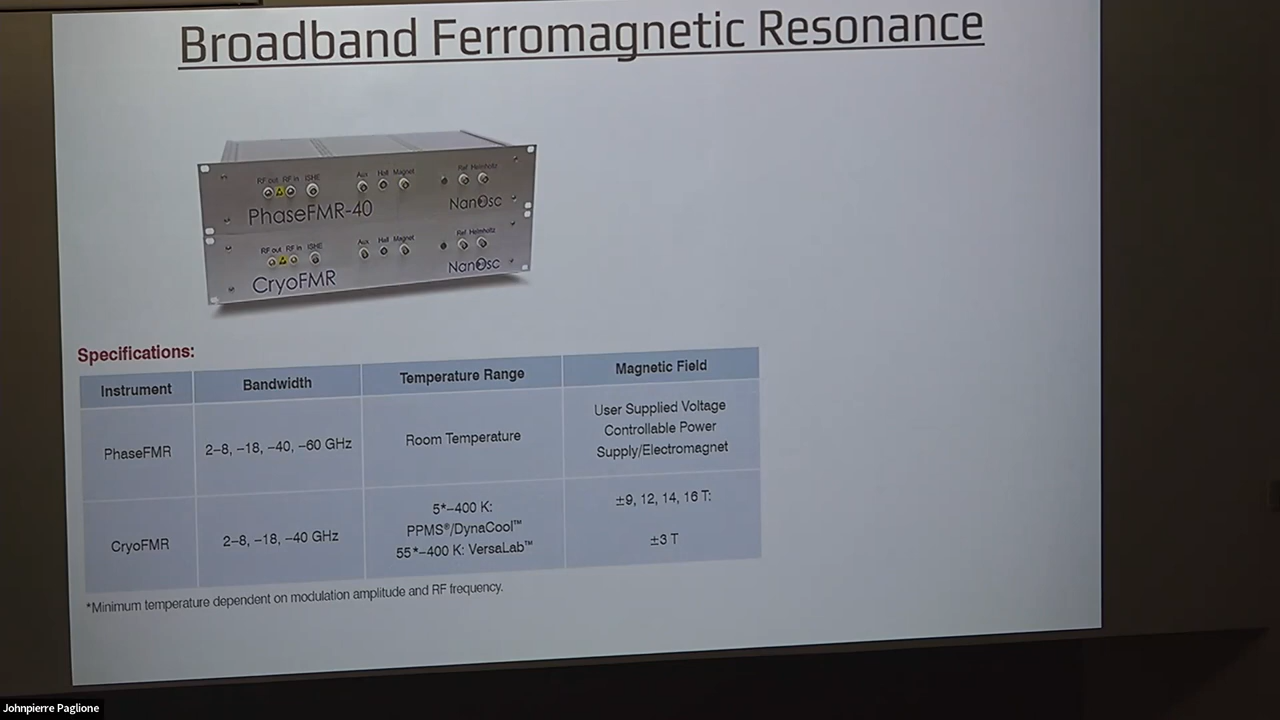 Broadband Ferromagnetic Resonance
RF out RF in ISHE Aux Hall Magnet Ref Helmholtz
PhaseFMR-40 NanOsc
RF out RF in ISHE Aux Hall Magnet Ref Helmholtz
CryoFMR NanOsc
Specifications:
Instrument Bandwidth Temperature Range Magnetic Field
PhaseFMR 2–8, –18, –40, –60 GHz Room Temperature User Supplied Voltage
Controllable Power
Supply/Electromagnet
CryoFMR 2–8, –18, –40 GHz 5*–400 K:
PPMS®/DynaCool™
55*–400 K: VersaLab™
±9, 12, 14, 16 T:
±3 T
*Minimum temperature dependent on modulation amplitude and RF frequency.
Johnpierre Paglione